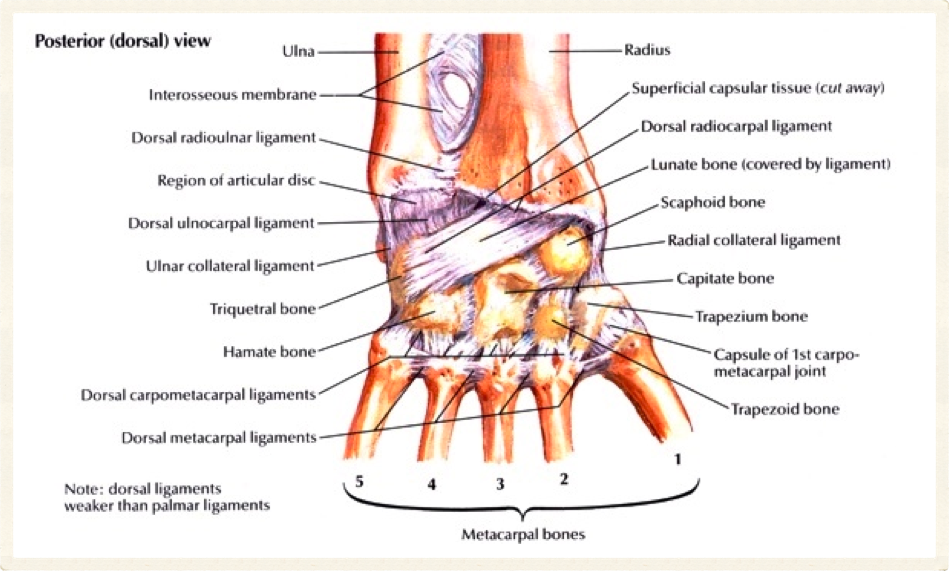 Posterior (dorsal) view
Ulna
Interosseous membrane
Dorsal radioulnar ligament
Region of articular disc
Dorsal ulnocarpal ligament
Ulnar collateral ligament
Triquetral bone
Hamate bone
Dorsal carpometacarpal ligaments
Dorsal metacarpal ligaments
Radius
Superficial capsular tissue (cut away)
Dorsal radiocarpal ligament
Lunate bone (covered by ligament)
Scaphoid bone
Radial collateral ligament
Capitate bone
Trapezium bone
Capsule of 1st carpo-
metacarpal joint
Trapezoid bone
5 4 3 2 1
Note: dorsal ligaments
weaker than palmar ligaments
Metacarpal bones